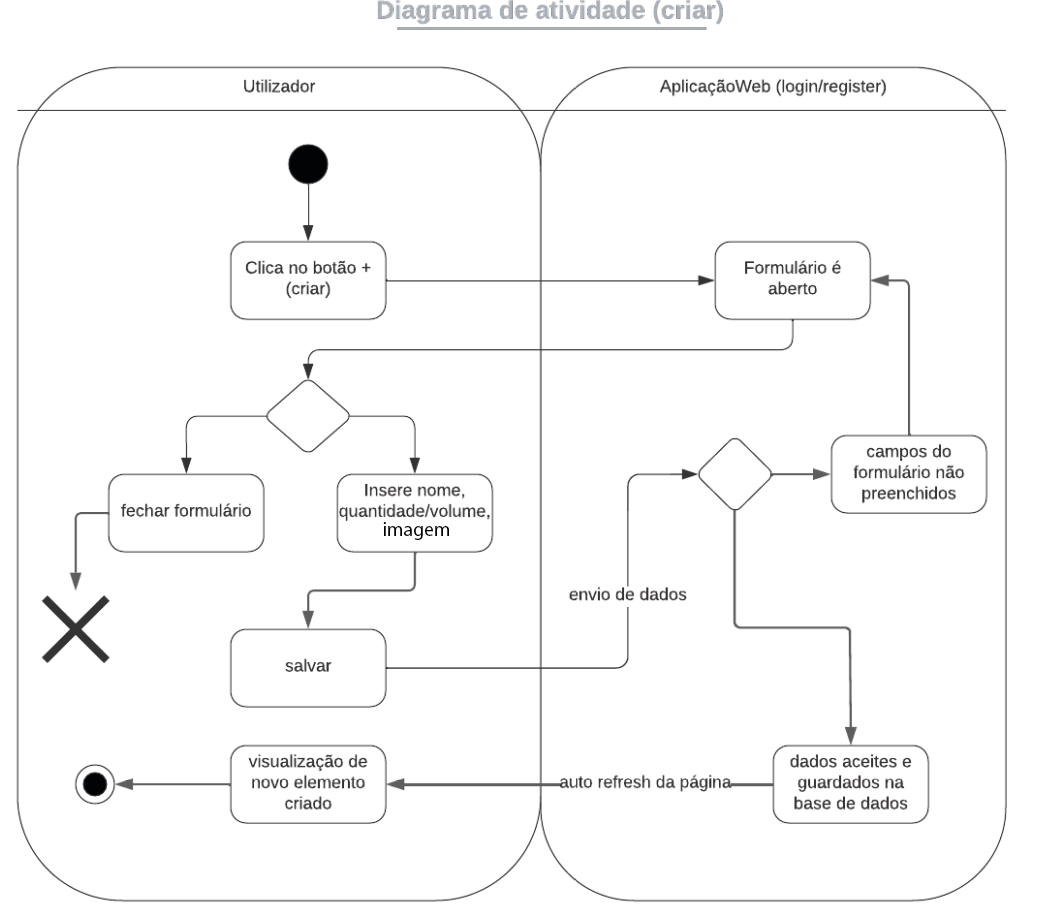 Diagrama de atividade (criar)
Utilizador
AplicaçãoWeb (login/register)
Clica no botão +
(criar)
Formulário é
aberto
fechar formulário
Insere nome,
quantidade/volume,
imagem
campos do
formulário não
preenchidos
envio de dados
salvar
visualização de
novo elemento
criado
auto refresh da página
dados aceites e
guardados na
base de dados